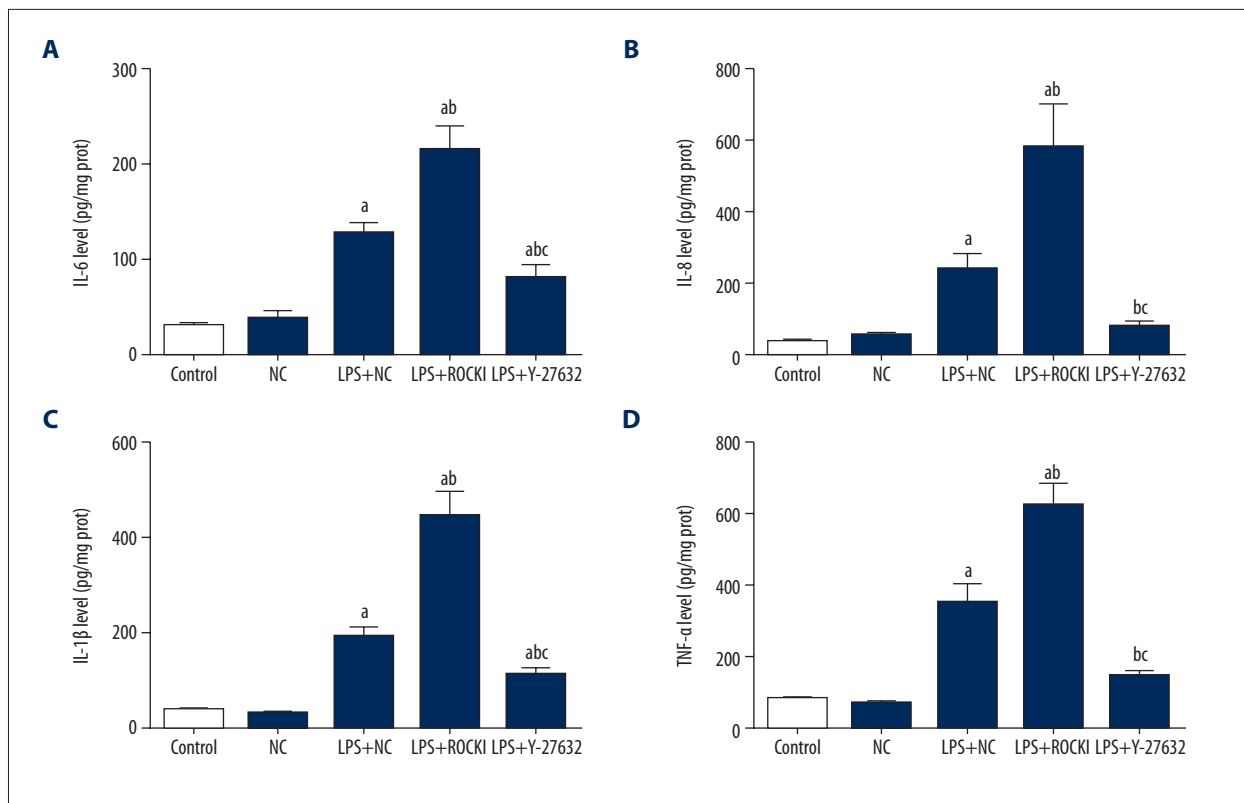 A
IL-6 level (pg/mg prot)
300
200
100
0
a
ab
abc
Control NC LPS+NC LPS+ROCKI LPS+Y-27632
B
IL-8 level (pg/mg prot)
800
600
400
200
0
a
ab
bc
Control NC LPS+NC LPS+ROCKI LPS+Y-27632
C
IL-1β level (pg/mg prot)
600
400
200
0
a
ab
abc
Control NC LPS+NC LPS+ROCKI LPS+Y-27632
D
TNF-α level (pg/mg prot)
800
600
400
200
0
a
ab
bc
Control NC LPS+NC LPS+ROCKI LPS+Y-27632